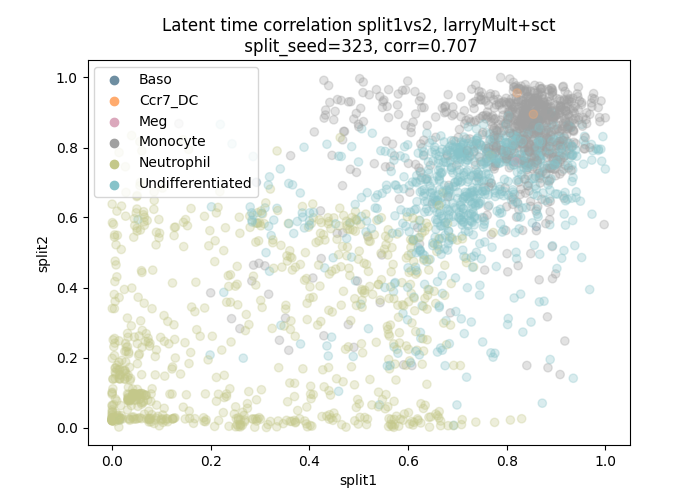 Latent time correlation split1vs2, larryMult+sct
split_seed=323, corr=0.707
Baso
Ccr7_DC
Meg
Monocyte
Neutrophil
Undifferentiated
1.0
0.8
0.6
0.4
0.2
0.0
split2
0.0 0.2 0.4 0.6 0.8 1.0
split1